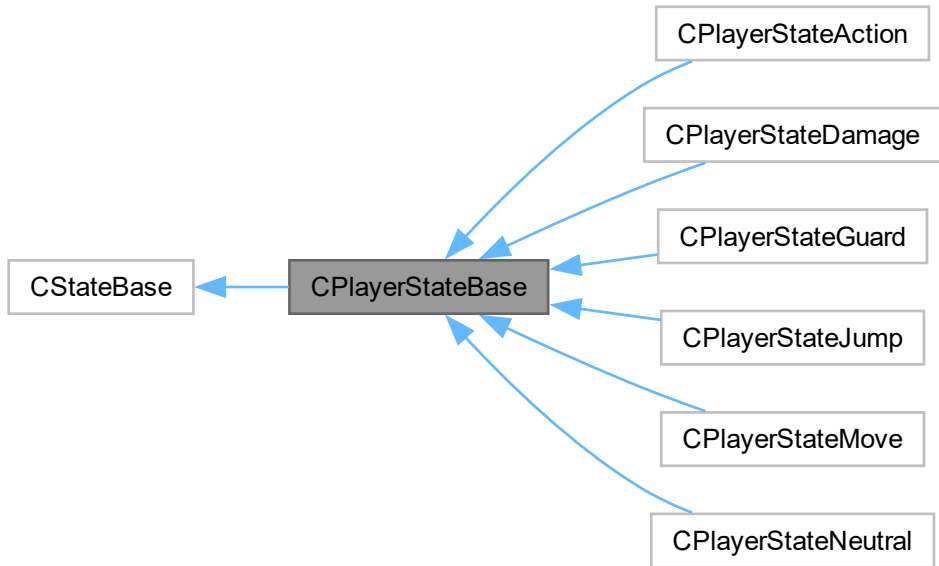 CPlayerStateAction
CPlayerStateDamage
CPlayerStateGuard
CStateBase
CPlayerStateBase
CPlayerStateJump
CPlayerStateMove
CPlayerStateNeutral